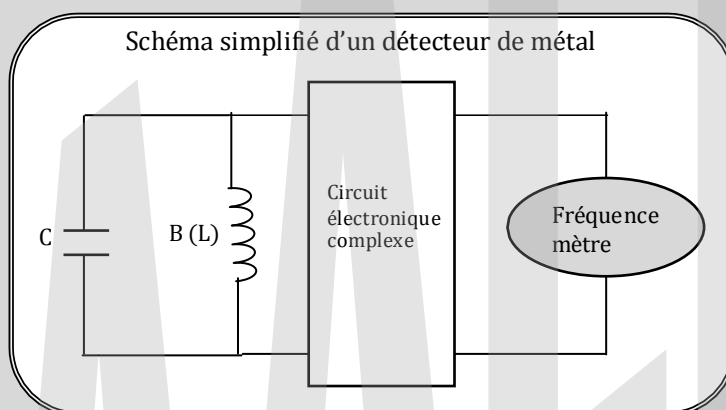 Schéma simplifié d'un détecteur de métal
C
B (L)
Circuit
électronique
complexe
Fréquence
mètre